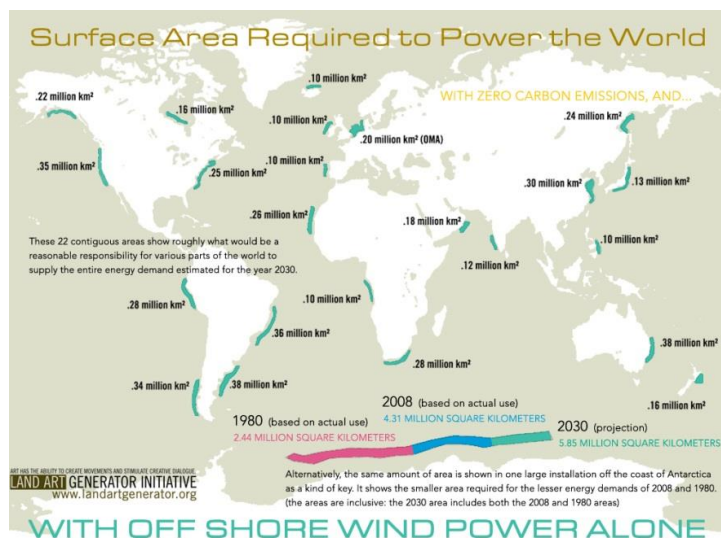 Surface Area Required to Power the World
WITH ZERO CARBON EMISSIONS, AND...
.10 million km²
.22 million km²
.16 million km²
.10 million km²
.20 million km² (OMA)
.24 million km²
.35 million km²
.25 million km²
.10 million km²
.30 million km²
.13 million km²
.26 million km²
.18 million km²
.10 million km²
.12 million km²
These 22 contiguous areas show roughly what would be a
reasonable responsibility for various parts of the world to
supply the entire energy demand estimated for the year 2030.
.28 million km²
.10 million km²
.36 million km²
.28 million km²
.38 million km²
.34 million km²
.38 million km²
.16 million km²
1980 (based on actual use)
2.44 MILLION SQUARE KILOMETERS
2008 (based on actual use)
4.31 MILLION SQUARE KILOMETERS
2030 (projection)
5.85 MILLION SQUARE KILOMETERS
Alternatively, the same amount of area is shown in one large installation off the coast of Antarctica
as a kind of key. It shows the smaller area required for the lesser energy demands of 2008 and 1980.
(the areas are inclusive: the 2030 area includes both the 2008 and 1980 areas)
ART HAS THE ABILITY TO CREATE MOVEMENTS AND STIMULATE CREATIVE DIALOGUE
LAND ART GENERATOR INITIATIVE
www.landartgenerator.org
WITH OFF SHORE WIND POWER ALONE